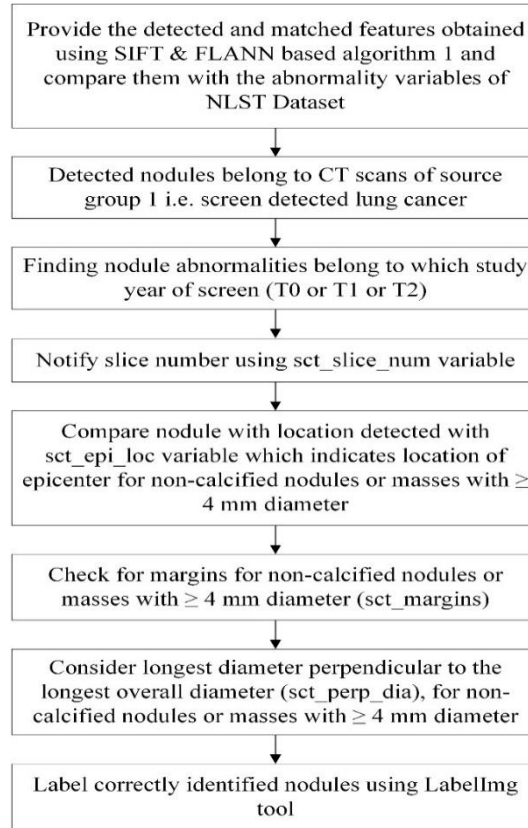 Provide the detected and matched features obtained
using SIFT & FLANN based algorithm 1 and
compare them with the abnormality variables of
NLST Dataset
Detected nodules belong to CT scans of source
group 1 i.e. screen detected lung cancer
Finding nodule abnormalities belong to which study
year of screen (T0 or T1 or T2)
Notify slice number using sct_slice_num variable
Compare nodule with location detected with
sct_epi_loc variable which indicates location of
epicenter for non-calcified nodules or masses with ≥
4 mm diameter
Check for margins for non-calcified nodules or
masses with ≥ 4 mm diameter (sct_margins)
Consider longest diameter perpendicular to the
longest overall diameter (sct_perp_dia), for non-
calcified nodules or masses with ≥ 4 mm diameter
Label correctly identified nodules using LabelImg
tool